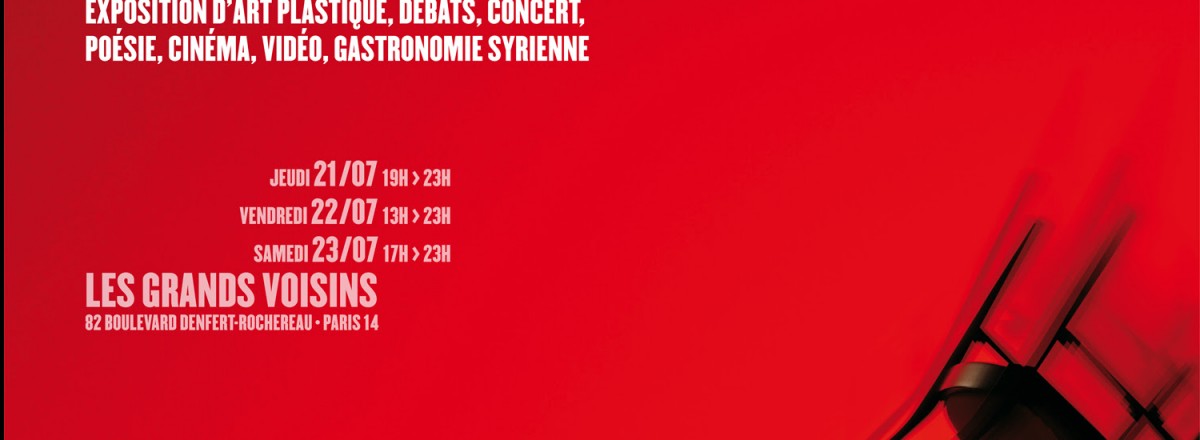 EXPOSITION D'ART PLASTIQUE, DÉBATS, CONCERT,
POÉSIE, CINÉMA, VIDÉO, GASTRONOMIE SYRIENNE
JEUDI 21/07 19H > 23H
VENDREDI 22/07 13H > 23H
SAMEDI 23/07 17H > 23H
LES GRANDS VOISINS
82 BOULEVARD DENFERT-ROCHEREAU • PARIS 14